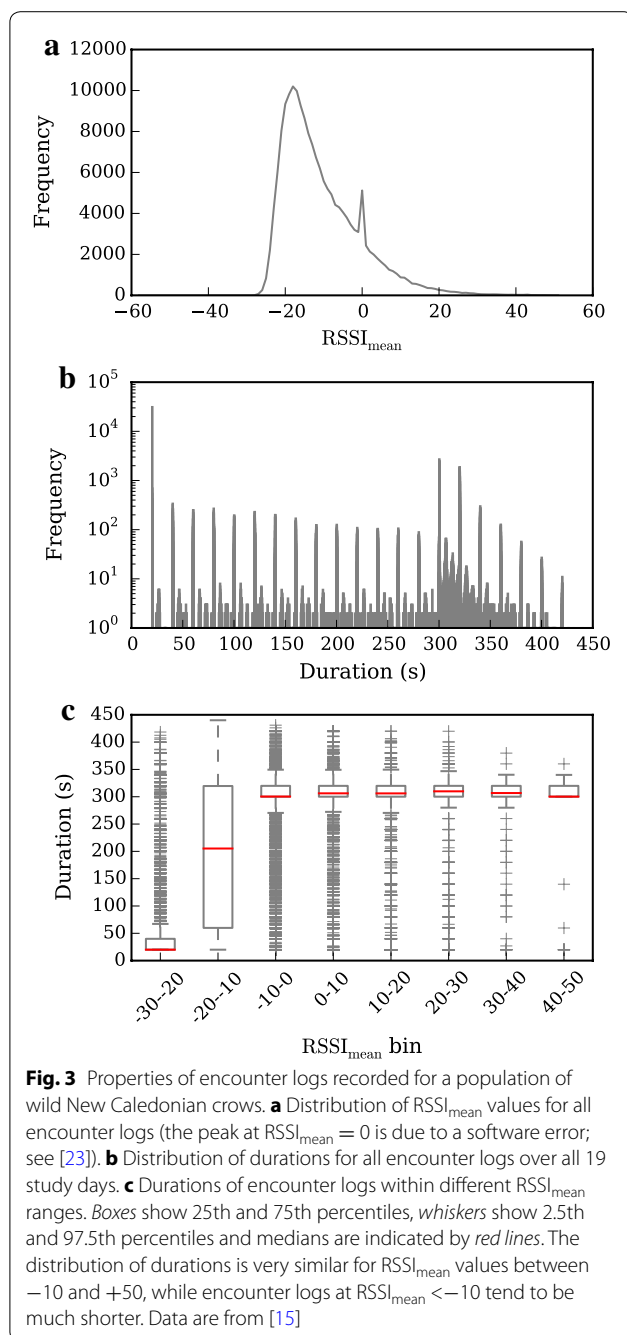 a
12000
10000
8000
6000
4000
2000
0
Frequency
−60 −40 −20 0 20 40 60
RSSI_mean
b
10^5
10^4
10^3
10^2
10^1
10^0
Frequency
0 50 100 150 200 250 300 350 400 450
Duration (s)
c
450
400
350
300
250
200
150
100
50
0
Duration (s)
-30--20 -20--10 -10-0 0-10 10-20 20-30 30-40 40-50
RSSI_mean bin
Fig. 3 Properties of encounter logs recorded for a population of
wild New Caledonian crows. a Distribution of RSSI_mean values for all
encounter logs (the peak at RSSI_mean = 0 is due to a software error;
see [23]). b Distribution of durations for all encounter logs over all 19
study days. c Durations of encounter logs within different RSSI_mean
ranges. Boxes show 25th and 75th percentiles, whiskers show 2.5th
and 97.5th percentiles and medians are indicated by red lines. The
distribution of durations is very similar for RSSI_mean values between
−10 and +50, while encounter logs at RSSI_mean <−10 tend to be
much shorter. Data are from [15]